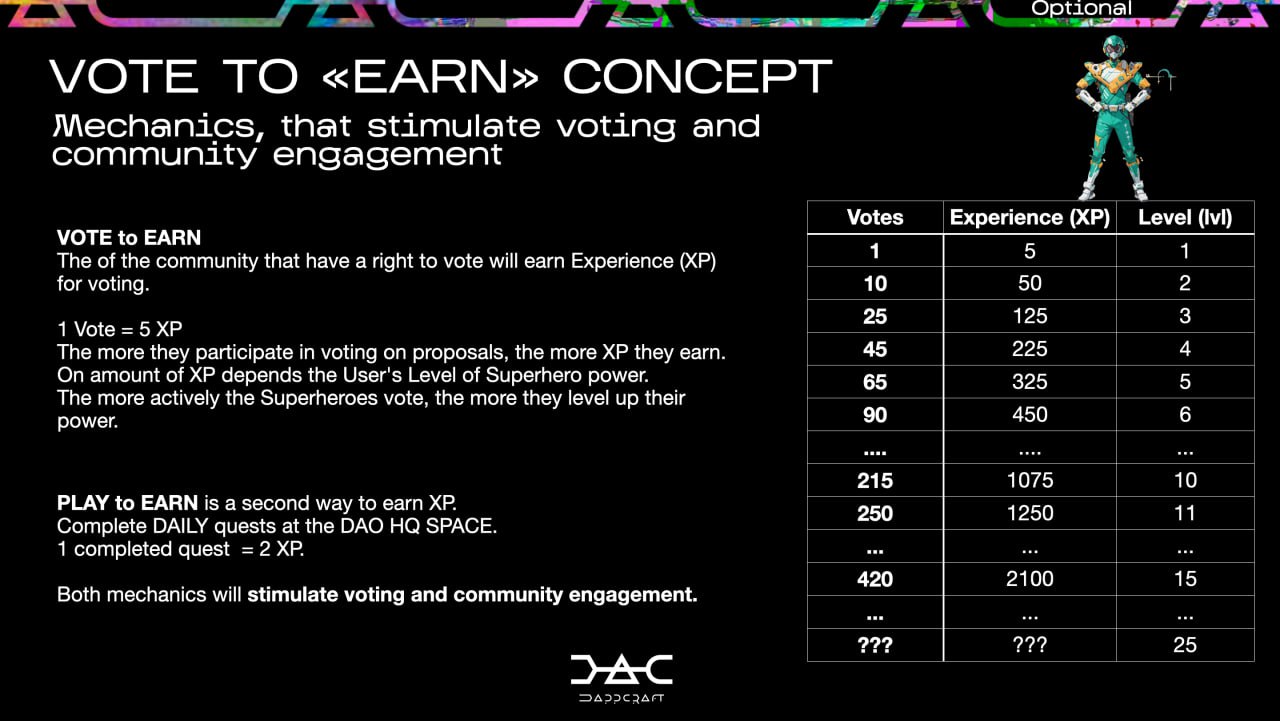 Optional
VOTE TO «EARN» CONCEPT
Mechanics, that stimulate voting and
community engagement
VOTE to EARN
The of the community that have a right to vote will earn Experience (XP)
for voting.
1 Vote = 5 XP
The more they participate in voting on proposals, the more XP they earn.
On amount of XP depends the User's Level of Superhero power.
The more actively the Superheroes vote, the more they level up their
power.
PLAY to EARN is a second way to earn XP.
Complete DAILY quests at the DAO HQ SPACE.
1 completed quest  = 2 XP.
Both mechanics will stimulate voting and community engagement.
Votes Experience (XP) Level (lvl)
1 5 1
10 50 2
25 125 3
45 225 4
65 325 5
90 450 6
.... .... ...
215 1075 10
250 1250 11
... ... ...
420 2100 15
... ... ...
??? ??? 25
DAC
DAPPCRAFT